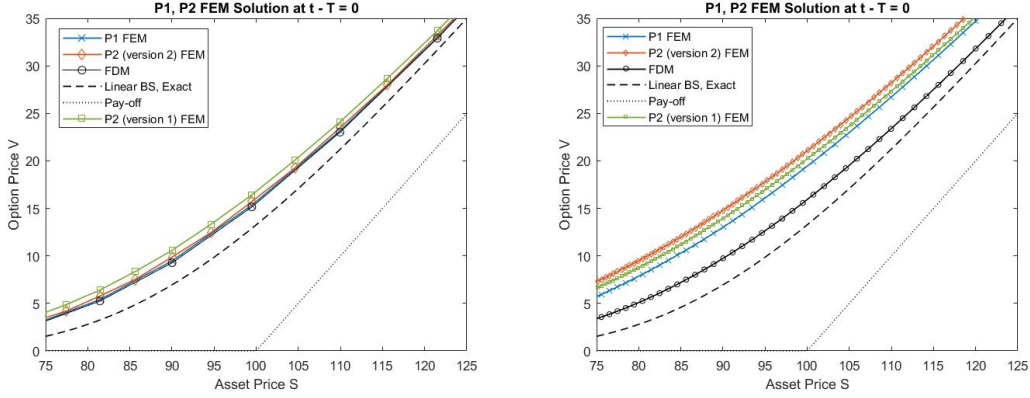 P1, P2 FEM Solution at t - T = 0
35
30
25
20
15
10
5
0
Option Price V
P1 FEM
P2 (version 2) FEM
FDM
Linear BS, Exact
Pay-off
P2 (version 1) FEM
75 80 85 90 95 100 105 110 115 120 125
Asset Price S
P1, P2 FEM Solution at t - T = 0
35
30
25
20
15
10
5
0
Option Price V
P1 FEM
P2 (version 2) FEM
FDM
Linear BS, Exact
Pay-off
P2 (version 1) FEM
75 80 85 90 95 100 105 110 115 120 125
Asset Price S